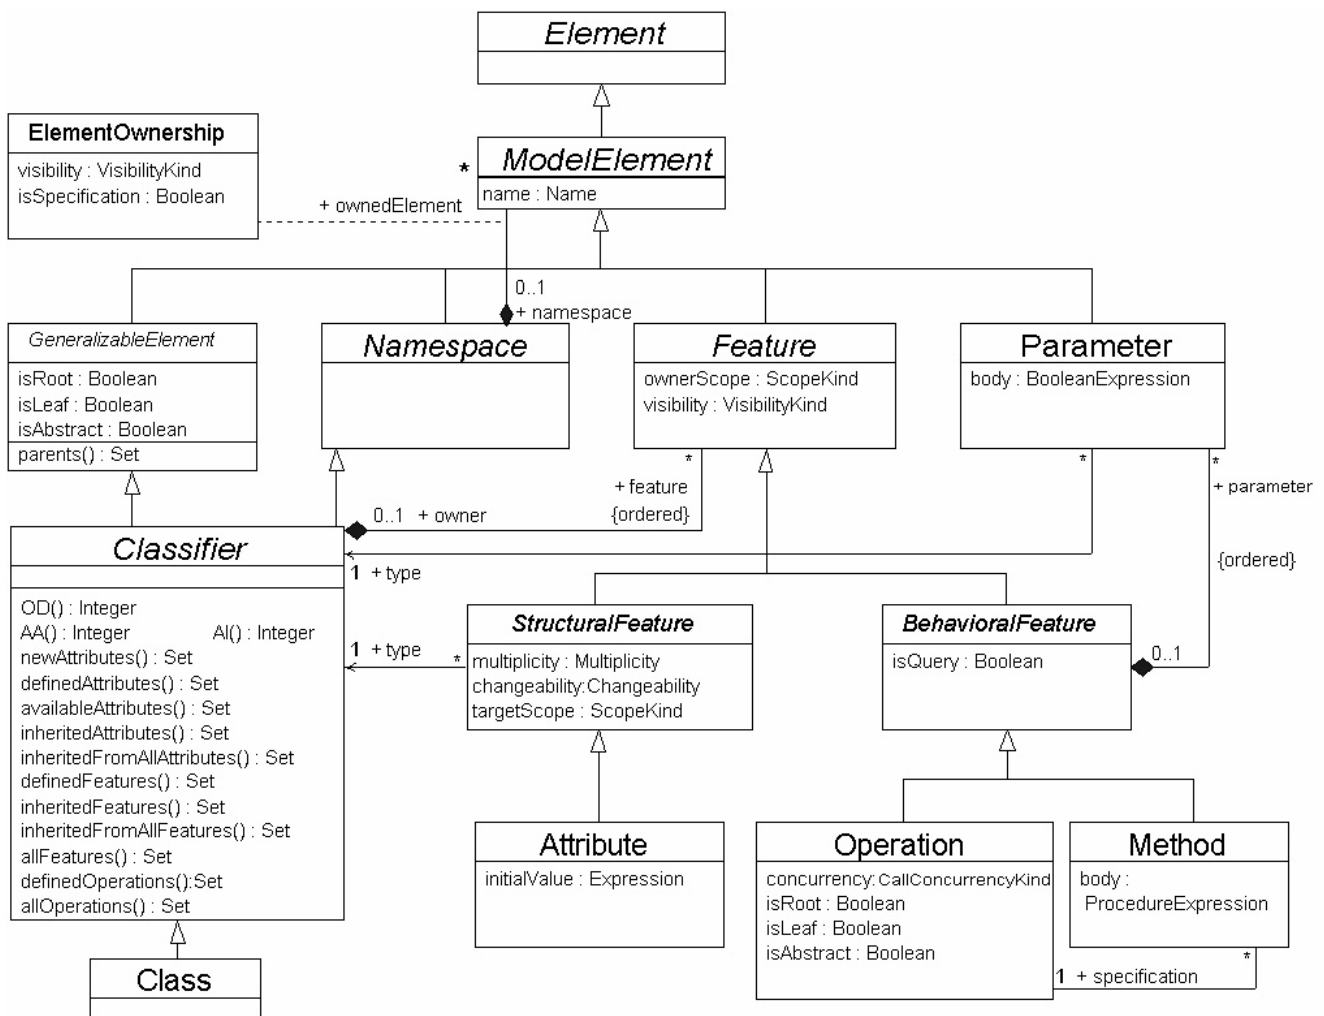 Element
ElementOwnership
visibility : VisibilityKind
isSpecification : Boolean
*
ModelElement
name : Name
+ ownedElement
0..1
+ namespace
GeneralizableElement
isRoot : Boolean
isLeaf : Boolean
isAbstract : Boolean
parents() : Set
Namespace
Feature
ownerScope : ScopeKind
visibility : VisibilityKind
Parameter
body : BooleanExpression
*
+ feature
{ordered}
0..1 + owner
*
*
+ parameter
{ordered}
Classifier
OD() : Integer
AA() : Integer AI() : Integer
newAttributes() : Set
definedAttributes() : Set
availableAttributes() : Set
inheritedAttributes() : Set
inheritedFromAllAttributes() : Set
definedFeatures() : Set
inheritedFeatures() : Set
inheritedFromAllFeatures() : Set
allFeatures() : Set
definedOperations():Set
allOperations() : Set
1 + type
1 + type
*
StructuralFeature
multiplicity : Multiplicity
changeability:Changeability
targetScope : ScopeKind
BehavioralFeature
isQuery : Boolean
0..1
Attribute
initialValue : Expression
Operation
concurrency:CallConcurrencyKind
isRoot : Boolean
isLeaf : Boolean
isAbstract : Boolean
Method
body :
ProcedureExpression
*
1 + specification
Class